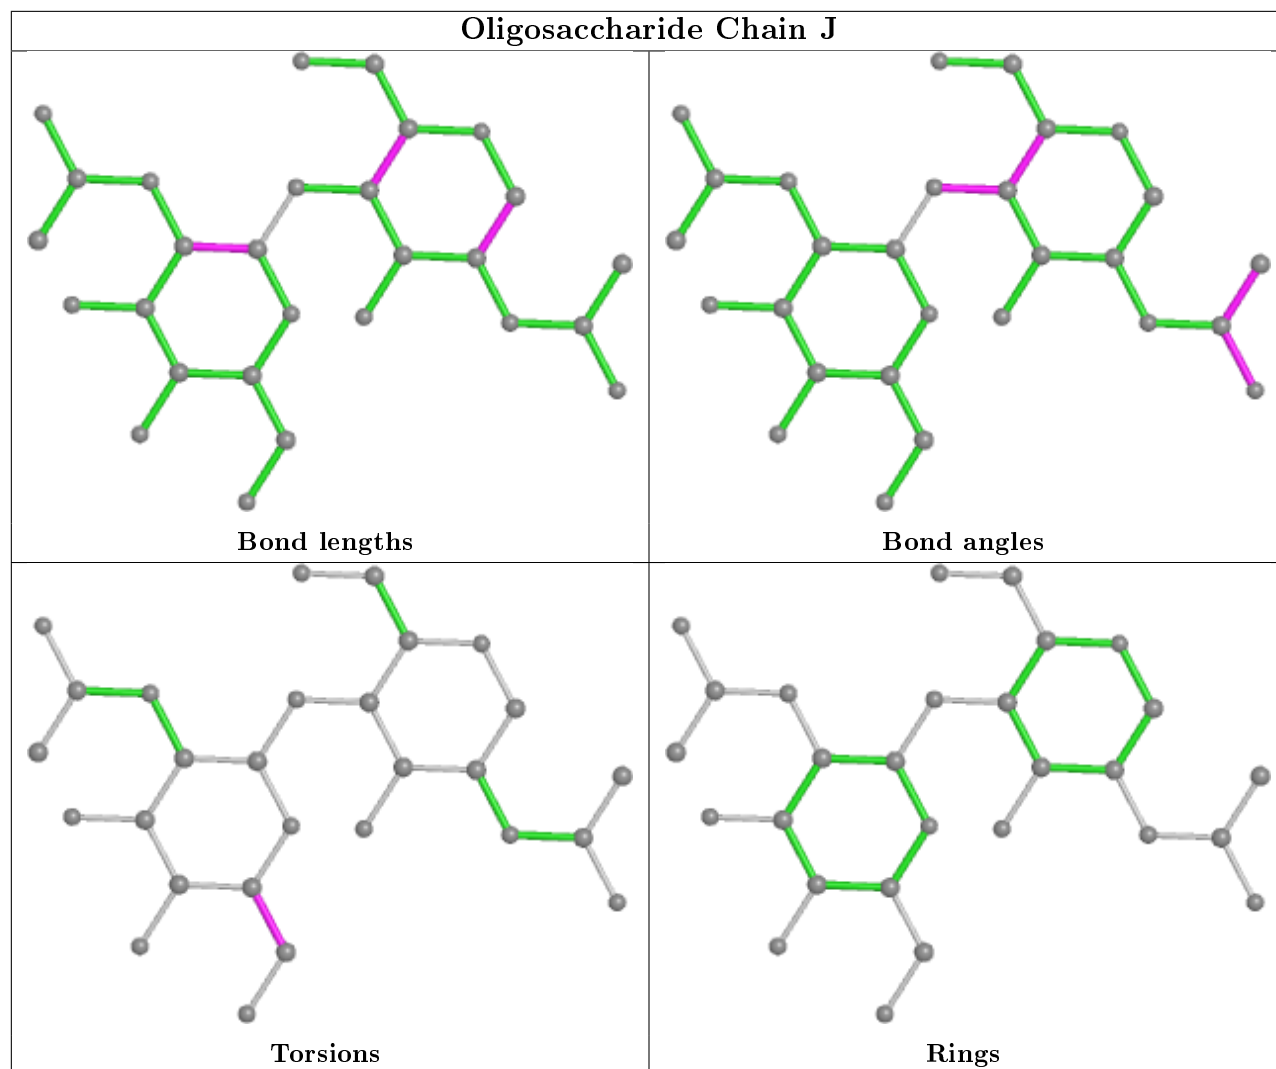 Oligosaccharide Chain J
Bond lengths
Bond angles
Torsions
Rings